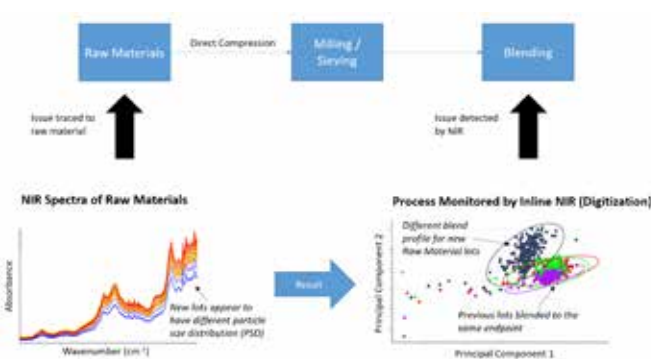 Raw Materials
Direct Compression
Milling /
Sieving
Blending
Issue traced to
raw material
Issue detected
by NIR
NIR Spectra of Raw Materials
Absorbance
New lots appear to
have different particle
size distribution (PSD)
Wavenumber (cm⁻¹)
Result
Process Monitored by Inline NIR (Digitization)
Principal Component 2
Different blend
profile for new
Raw Material lots
Previous lots blended to the
same endpoint
Principal Component 1